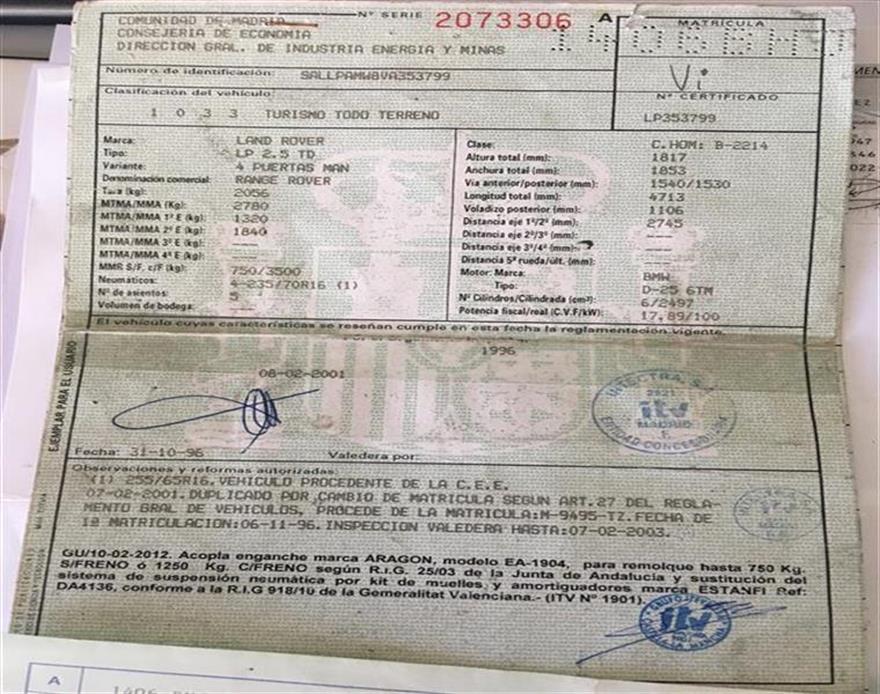 COMUNIDAD DE MADRID
CONSEJERIA DE ECONOMIA
DIRECCION GRAL. DE INDUSTRIA ENERGIA Y MINAS
Nº SERIE 2073306 A
MATRICULA
1406BHJ
Número de identificación: SALLPAMW8VA353799
Vi
Nº CERTIFICADO
LP353799
Clasificación del vehículo:
1 0 3 3 TURISMO TODO TERRENO
Marca: LAND ROVER
Tipo: LP 2.5 TD
Variante: 4 PUERTAS MAN
Denominación comercial: RANGE ROVER
Tara (kg): 2056
MTMA/MMA (Kg): 2780
MTMA/MMA 1º E (kg): 1320
MTMA/MMA 2º E (kg): 1840
MTMA/MMA 3º E (kg): ---
MTMA/MMA 4º E (kg): ---
MMR S/F, c/F (kg): 750/3500
Neumáticos: 4-235/70R16 (1)
Nº de asientos: 5
Volumen de bodega: ---
Clase: C.HOM: B-2214
Altura total (mm): 1817
Anchura total (mm): 1853
Via anterior/posterior (mm): 1540/1530
Longitud total (mm): 4713
Voladizo posterior (mm): 1106
Distancia eje 1º/2º (mm): 2745
Distancia eje 2º/3º (mm): ---
Distancia eje 3º/4º (mm): ---
Distancia 5ª rueda/últ. (mm): ---
Motor: Marca: BMW
Tipo: D-25 6TM
Nº Cilindros/Cilindrada (cm³): 6/2497
Potencia fiscal/real (C.V.F/kW): 17,89/100
El vehículo cuyas características se reseñan cumple en esta fecha la reglamentación vigente.
1996
08-02-2001
EJEMPLAR PARA EL USUARIO
itv
MADRID
ENTIDAD CONCESIONARIA
Fecha: 31-10-96 Valedera por:
Observaciones y reformas autorizadas:
(1) 255/65R16.VEHICULO PROCEDENTE DE LA C.E.E.
07-02-2001.DUPLICADO POR CAMBIO DE MATRICULA SEGUN ART.27 DEL REGLA-
MENTO GRAL DE VEHICULOS, PROCEDE DE LA MATRICULA:M-9495-TZ.FECHA DE
1ª MATRICULACION:06-11-96.INSPECCION VALEDERA HASTA:07-02-2003.
GU/10-02-2012. Acopla enganche marca ARAGON, modelo EA-1904, para remolque hasta 750 Kg.
S/FRENO ó 1250 Kg. C/FRENO según R.I.G. 25/03 de la Junta de Andalucía y sustitución del
sistema de suspensión neumática por kit de muelles y amortiguadores marca ESTANFI Ref:
DA4136, conforme a la R.I.G 918/10 de la Gemeralitat Valenciana.- (ITV Nº 1901).
itv
A